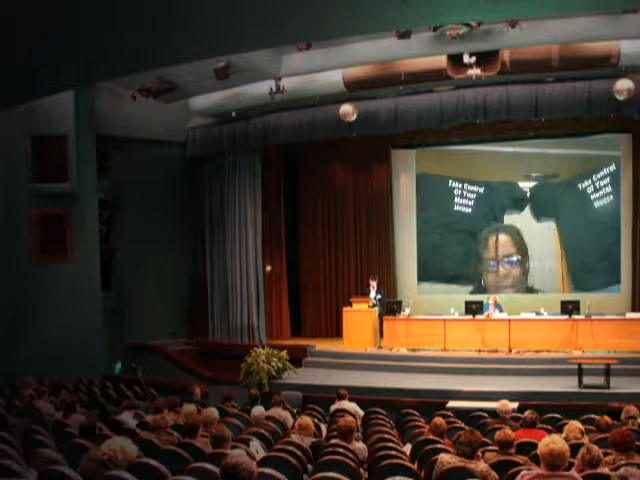 Take Control
Of Your
Mental
House
Take Control
Of Your
Mental
House